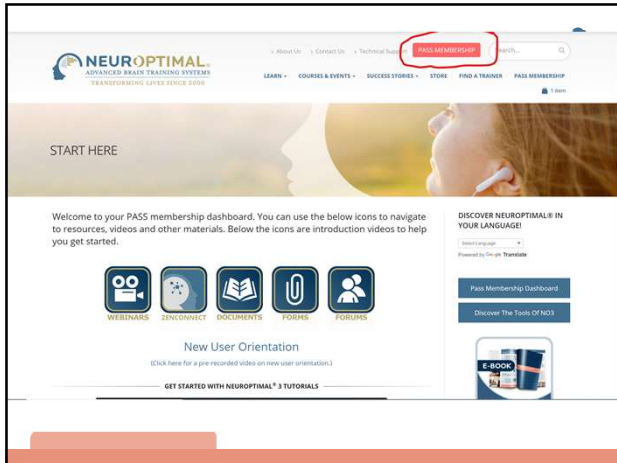 › About Us › Contact Us › Technical Support PASS MEMBERSHIP Search...
NEUROPTIMAL®
ADVANCED BRAIN TRAINING SYSTEMS
TRANSFORMING LIVES SINCE 2000
LEARN COURSES & EVENTS SUCCESS STORIES STORE FIND A TRAINER PASS MEMBERSHIP
1 item
START HERE
Welcome to your PASS membership dashboard. You can use the below icons to navigate
to resources, videos and other materials. Below the icons are introduction videos to help
you get started.
WEBINARS ZENCONNECT DOCUMENTS FORMS FORUMS
New User Orientation
(Click here for a pre recorded video on new user orientation.)
GET STARTED WITH NEUROPTIMAL® 3 TUTORIALS
DISCOVER NEUROPTIMAL® IN
YOUR LANGUAGE!
Select Language
Powered by Google Translate
Pass Membership Dashboard
Discover The Tools Of NO3
E-BOOK